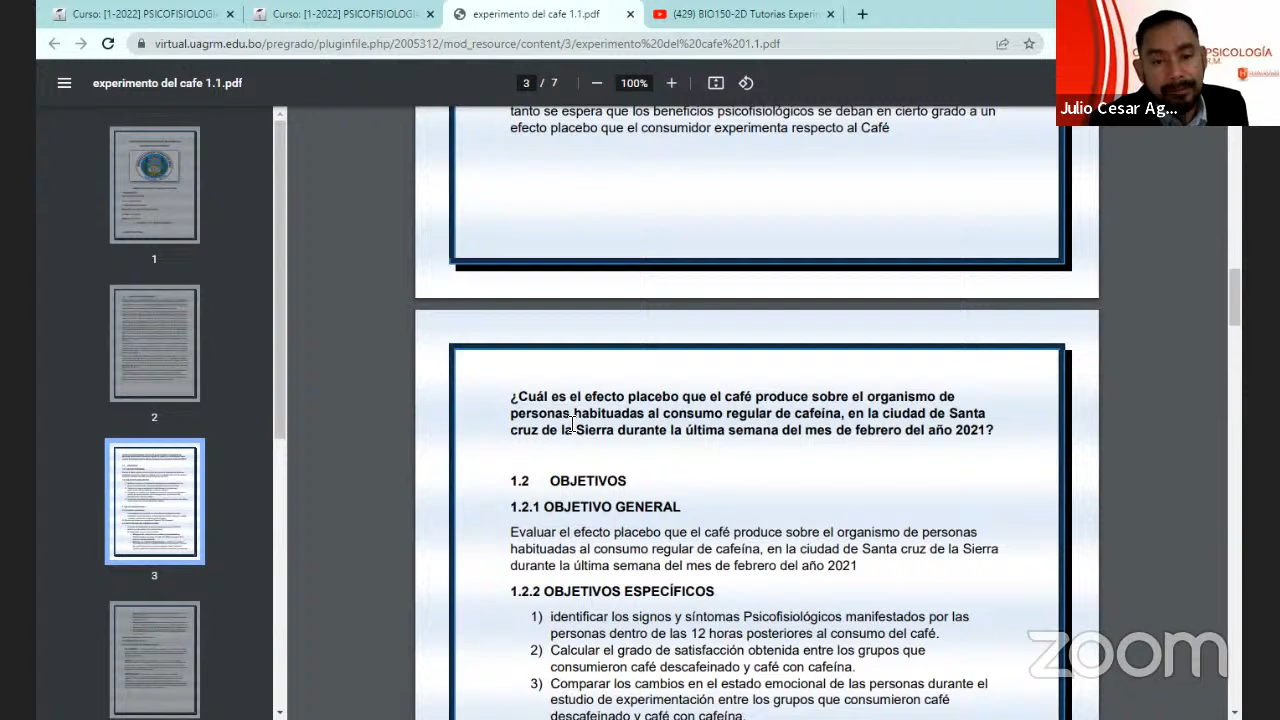 Curso: [1-2022] PSICOFISIOLOGI
Curso: [1-2022] PSICOFISIOLOGI
experimento del cafe 1.1.pdf
(429) BIO150-2D Tutorias Experim
virtual.uagrm.edu.bo/pregrado/pluginfile.php/2005312/mod_resource/content/3/experimento%20del%20cafe%201.1.pdf
experimento del cafe 1.1.pdf
3 / 7
100%
PSICOLOGÍA
Julio Cesar Ag...
tanto se espera que los beneficios psicofisiológicos se deban en cierto grado a un
efecto placebo que el consumidor experimenta respecto al Café
1
2
3
¿Cuál es el efecto placebo que el café produce sobre el organismo de
personas habituadas al consumo regular de cafeína, en la ciudad de Santa
cruz de la Sierra durante la última semana del mes de febrero del año 2021?
1.2 OBJETIVOS
1.2.1 OBJETIVO GENERAL
Evaluar el efecto placebo que el café produce sobre el organismo de personas
habituadas al consumo regular de cafeína, en la ciudad de Santa cruz de la Sierra
durante la última semana del mes de febrero del año 2021
1.2.2 OBJETIVOS ESPECÍFICOS
1) identificar los signos y síntomas Psicofisiológicos manifestados por las
personas dentro de las 12 horas posteriores al consumo del café.
2) Calcular el grado de satisfacción obtenida entre los grupos que
consumieron café descafeinado y café con cafeína.
3) Comparar los cambios en el estado emocional de las personas durante el
estudio de experimentación entre los grupos que consumieron café
descafeinado y café con cafeína.
zoom